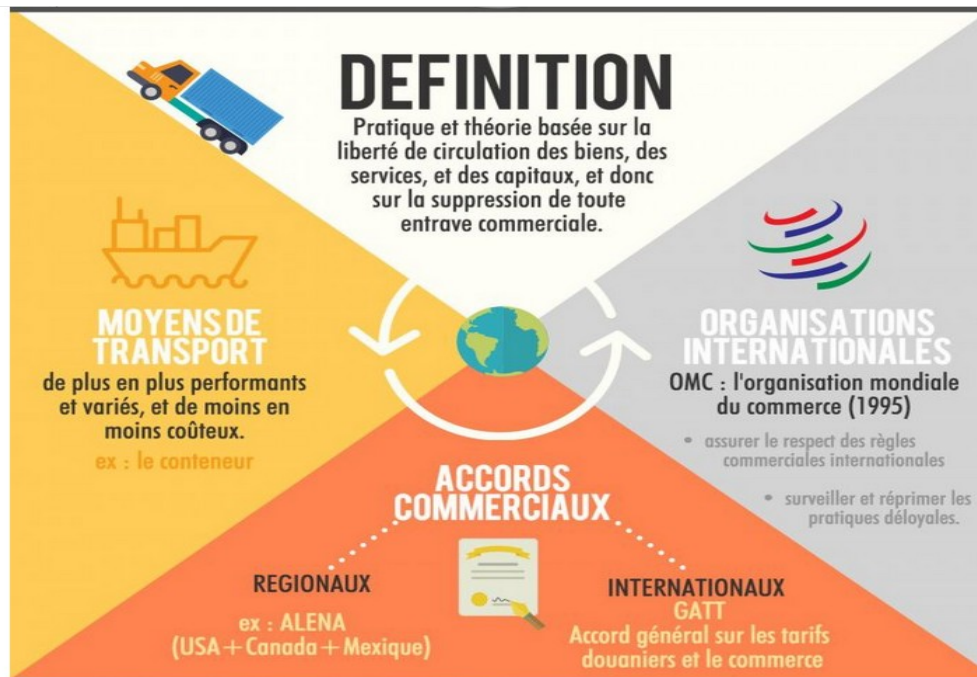 DEFINITION
Pratique et théorie basée sur la
liberté de circulation des biens, des
services, et des capitaux, et donc
sur la suppression de toute
entrave commerciale.
MOYENS DE
TRANSPORT
de plus en plus performants
et variés, et de moins en
moins coûteux.
ex : le conteneur
ORGANISATIONS
INTERNATIONALES
OMC : l'organisation mondiale
du commerce (1995)
• assurer le respect des règles
commerciales internationales
• surveiller et réprimer les
pratiques déloyales.
ACCORDS
COMMERCIAUX
REGIONAUX
ex : ALENA
(USA+Canada+Mexique)
INTERNATIONAUX
GATT
Accord général sur les tarifs
douaniers et le commerce